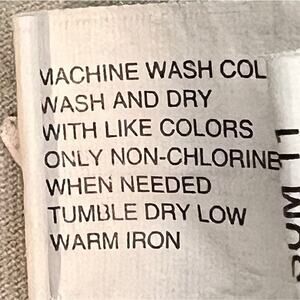 MACHINE WASH COL
WASH AND DRY
WITH LIKE COLORS
ONLY NON-CHLORINE
WHEN NEEDED
TUMBLE DRY LOW
WARM IRON